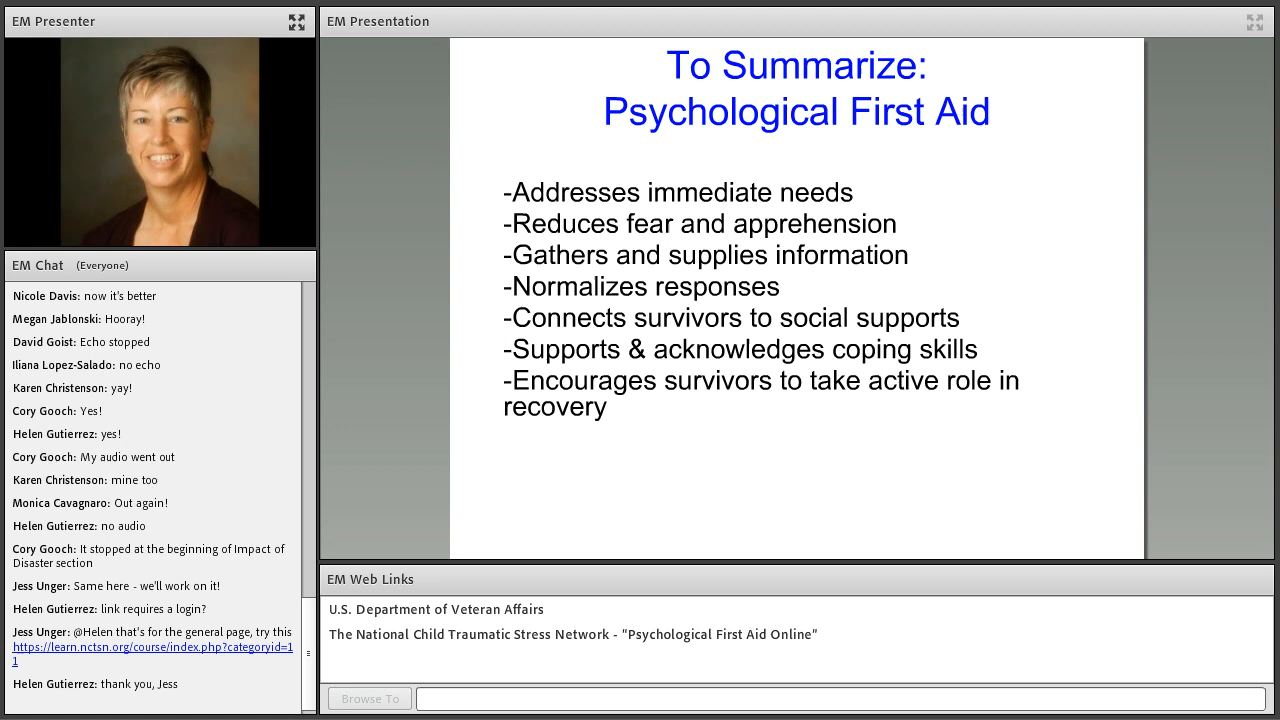 EM Presenter
EM Chat (Everyone)
Nicole Davis: now it's better
Megan Jablonski: Hooray!
David Goist: Echo stopped
Iliana Lopez-Salado: no echo
Karen Christenson: yay!
Cory Gooch: Yes!
Helen Gutierrez: yes!
Cory Gooch: My audio went out
Karen Christenson: mine too
Monica Cavagnaro: Out again!
Helen Gutierrez: no audio
Cory Gooch: It stopped at the beginning of Impact of
Disaster section
Jess Unger: Same here - we'll work on it!
Helen Gutierrez: link requires a login?
Jess Unger: @Helen that's for the general page, try this
https://learn.nctsn.org/course/index.php?categoryid=1
1
Helen Gutierrez: thank you, Jess
EM Presentation
To Summarize:
Psychological First Aid
-Addresses immediate needs
-Reduces fear and apprehension
-Gathers and supplies information
-Normalizes responses
-Connects survivors to social supports
-Supports & acknowledges coping skills
-Encourages survivors to take active role in
recovery
EM Web Links
U.S. Department of Veteran Affairs
The National Child Traumatic Stress Network - "Psychological First Aid Online"
Browse To